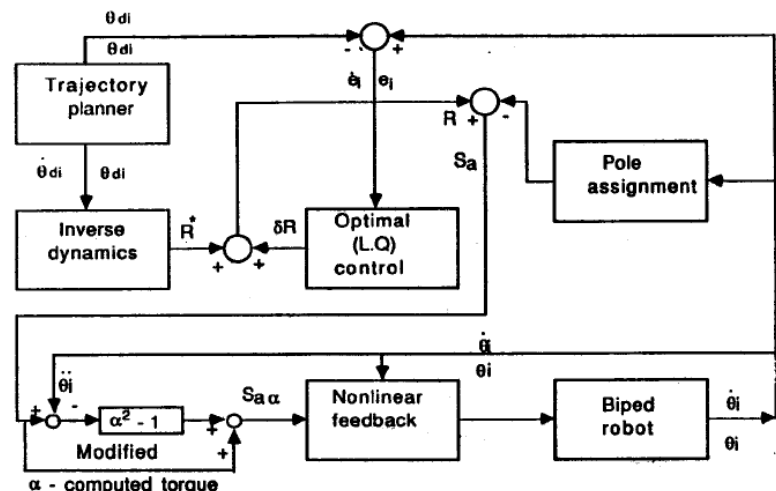 θdi
θdi
- +
Trajectory
planner
ėi ei
R + -
Sa
θ̇di θdi
Pole
assignment
Inverse
dynamics
R*
δR
+ +
Optimal
(L.Q)
control
θ̇i
θ̈i
θi
Sa α
+ -
α² - 1
+
+
Nonlinear
feedback
Biped
robot
θ̇i
θi
Modified
α - computed torque